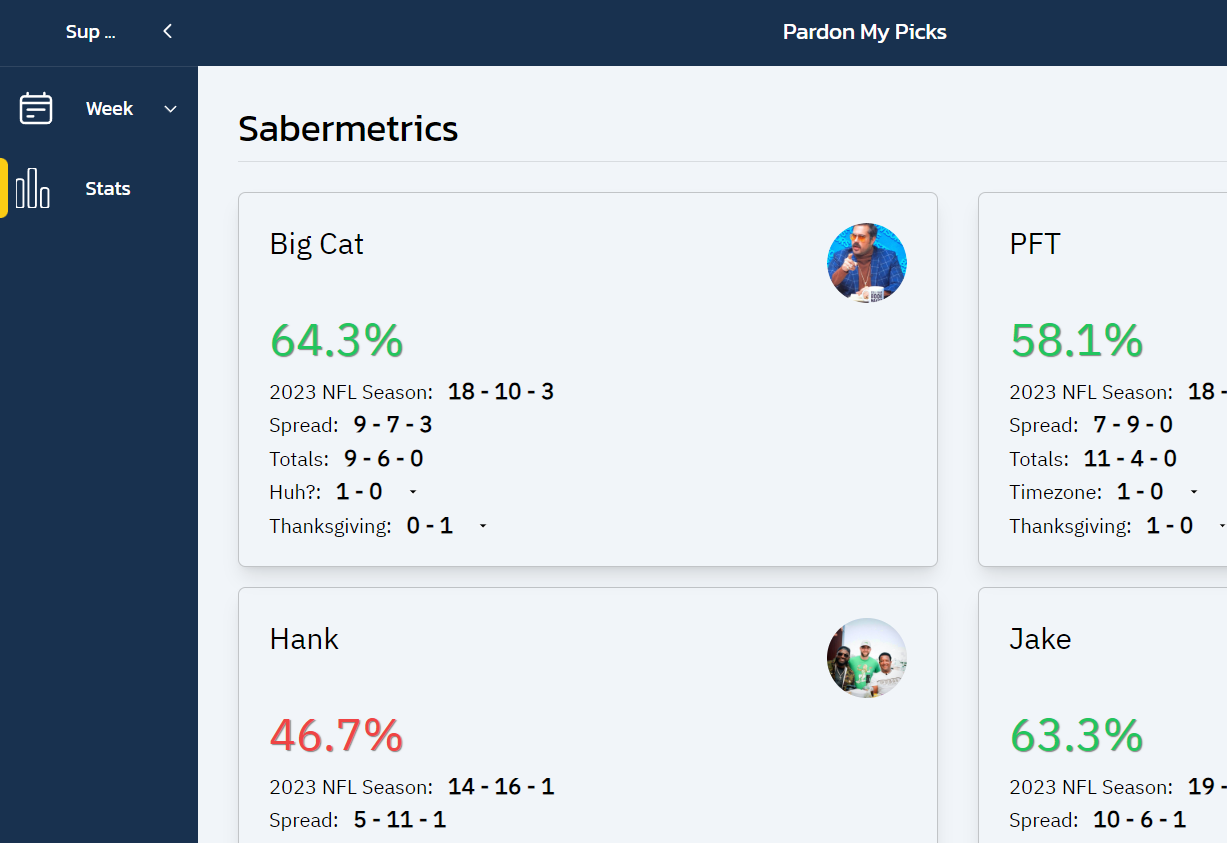 Sup ...
Pardon My Picks
Week
Stats
Sabermetrics
Big Cat
64.3%
2023 NFL Season: 18 - 10 - 3
Spread: 9 - 7 - 3
Totals: 9 - 6 - 0
Huh?: 1 - 0
Thanksgiving: 0 - 1
PFT
58.1%
2023 NFL Season: 18 -
Spread: 7 - 9 - 0
Totals: 11 - 4 - 0
Timezone: 1 - 0
Thanksgiving: 1 - 0
Hank
46.7%
2023 NFL Season: 14 - 16 - 1
Spread: 5 - 11 - 1
Jake
63.3%
2023 NFL Season: 19 -
Spread: 10 - 6 - 1